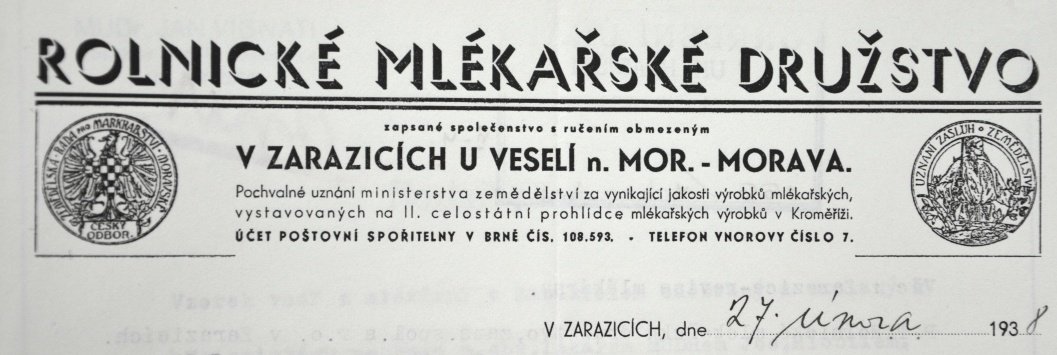 ROLNICKÉ MLÉKAŘSKÉ DRUŽSTVO
zapsané společenstvo s ručením obmezeným
V ZARAZICÍCH U VESELÍ n. MOR. - MORAVA.
Pochvalné uznání ministerstva zemědělství za vynikající jakosti výrobků mlékařských,
vystavovaných na II. celostátní prohlídce mlékařských výrobků v Kroměříži.
ÚČET POŠTOVNÍ SPOŘITELNY V BRNĚ ČÍS. 108.593. - TELEFON VNOROVY ČÍSLO 7.
ZEMĚDĚLSKÁ RADA PRO MARKRABSTVÍ MORAVSKÉ
ČESKÝ
ODBOR.
UZNÁNÍ ZÁSLUH · ZEMĚDĚLSTVÍ
V ZARAZICÍCH, dne 27. února 1938